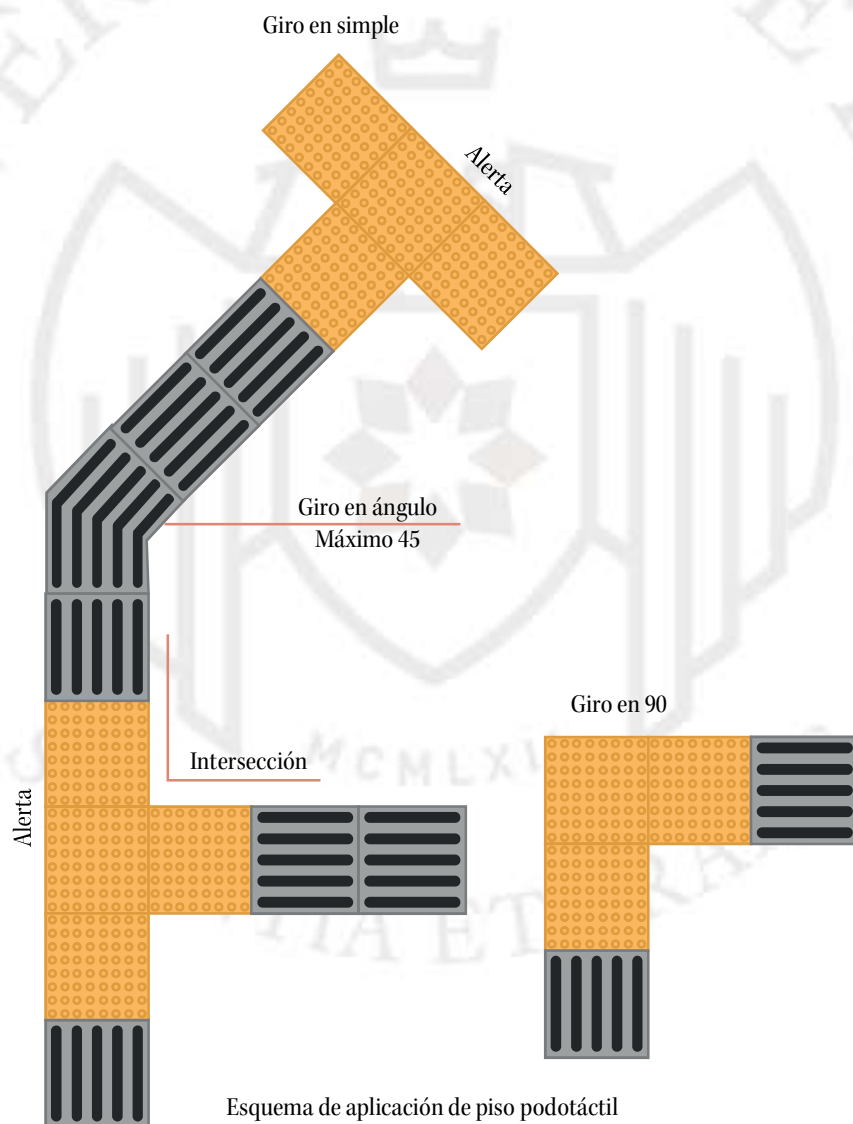 Giro en simple
Alerta
Giro en ángulo
Máximo 45
Giro en 90
Intersección
MCMLXI
Alerta
Esquema de aplicación de piso podotáctil